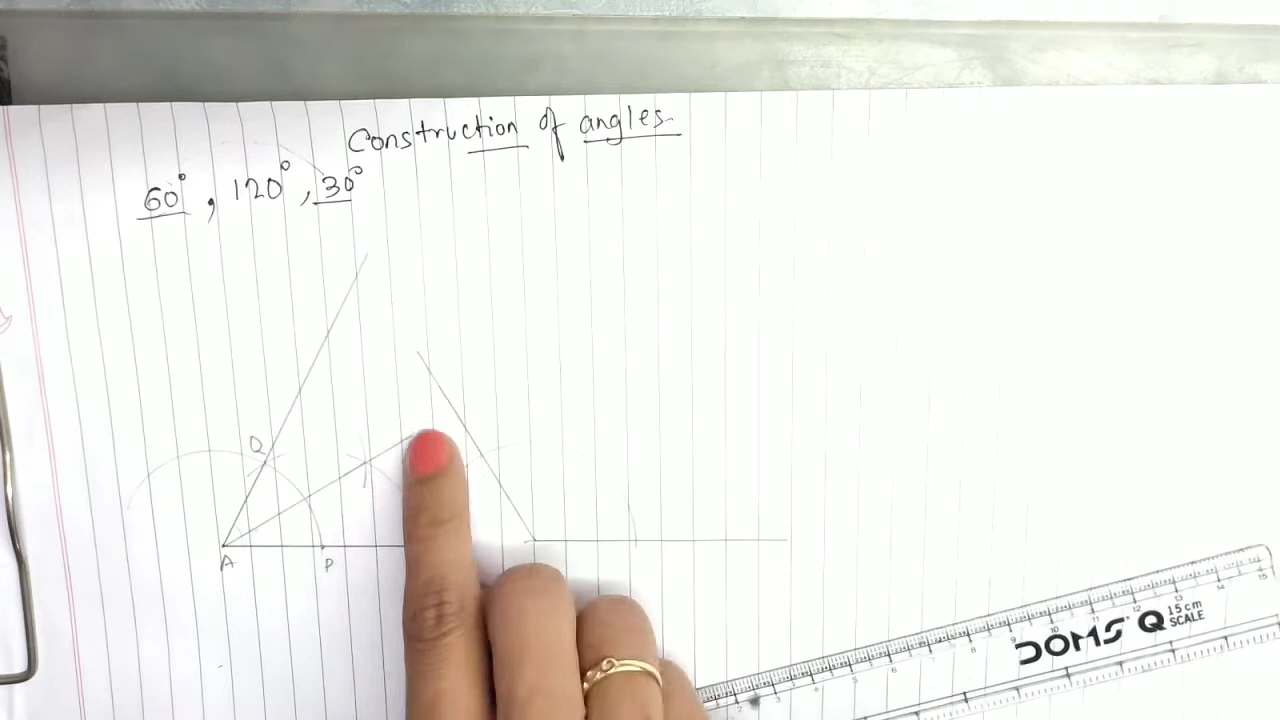 Construction of angles
60°, 120°, 30°
Q
A
P
DOMS Q 15 cm
SCALE